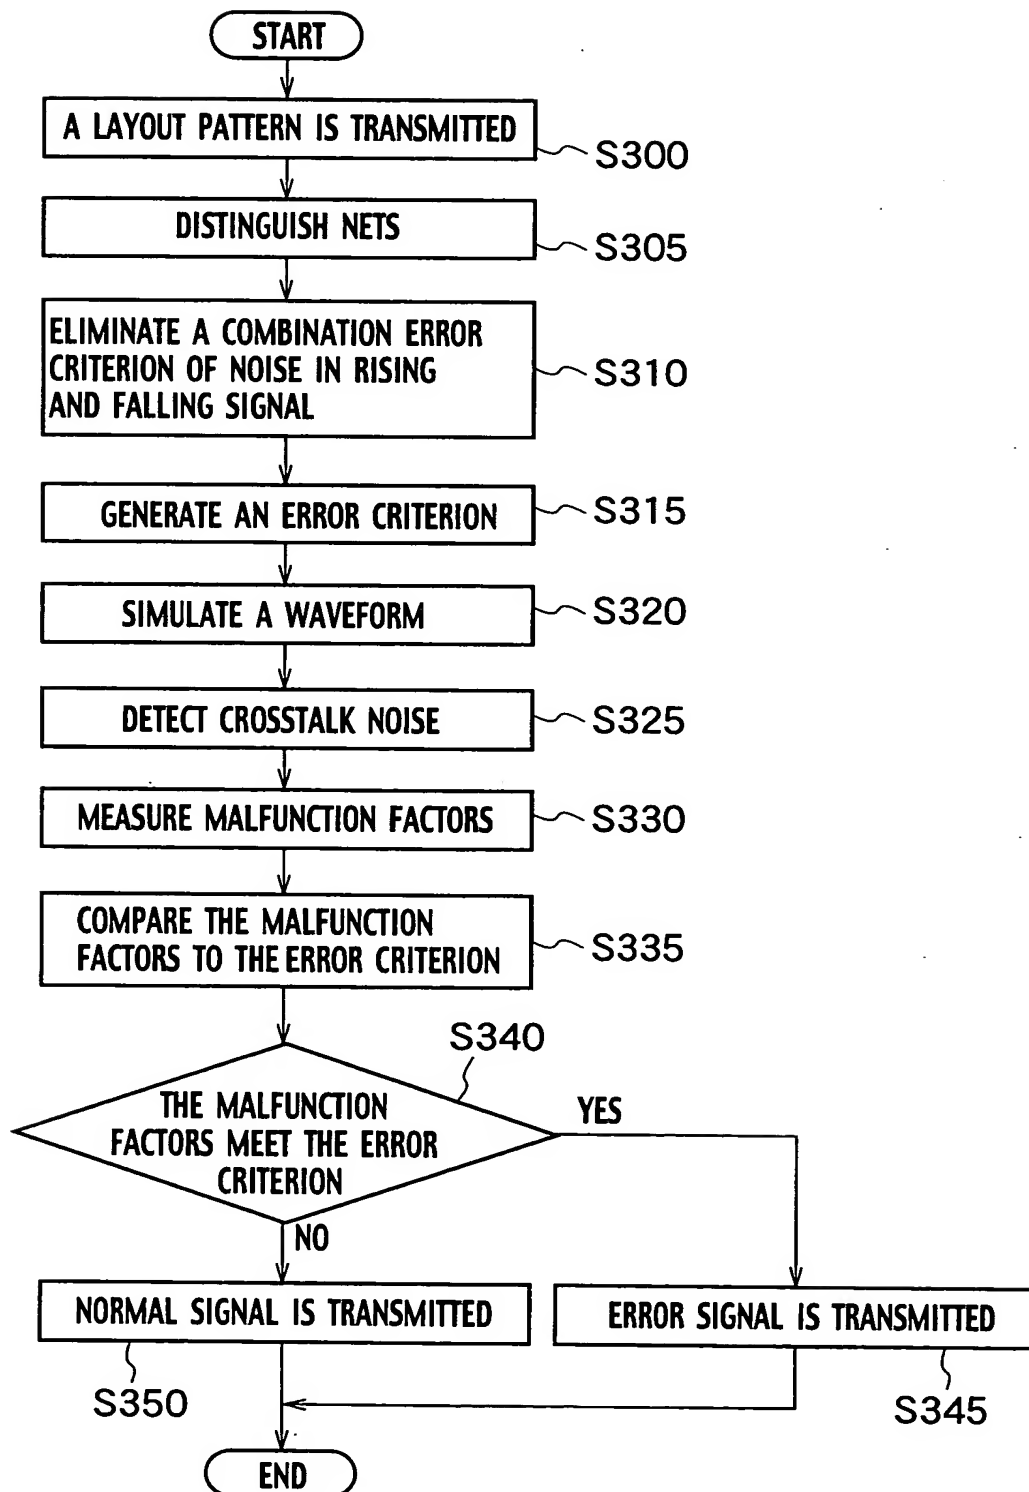 START
A LAYOUT PATTERN IS TRANSMITTED
S300
DISTINGUISH NETS
S305
ELIMINATE A COMBINATION ERROR
CRITERION OF NOISE IN RISING
AND FALLING SIGNAL
S310
GENERATE AN ERROR CRITERION
S315
SIMULATE A WAVEFORM
S320
DETECT CROSSTALK NOISE
S325
MEASURE MALFUNCTION FACTORS
S330
COMPARE THE MALFUNCTION
FACTORS TO THE ERROR CRITERION
S335
S340
THE MALFUNCTION
FACTORS MEET THE ERROR
CRITERION
YES
NO
NORMAL SIGNAL IS TRANSMITTED
S350
ERROR SIGNAL IS TRANSMITTED
S345
END